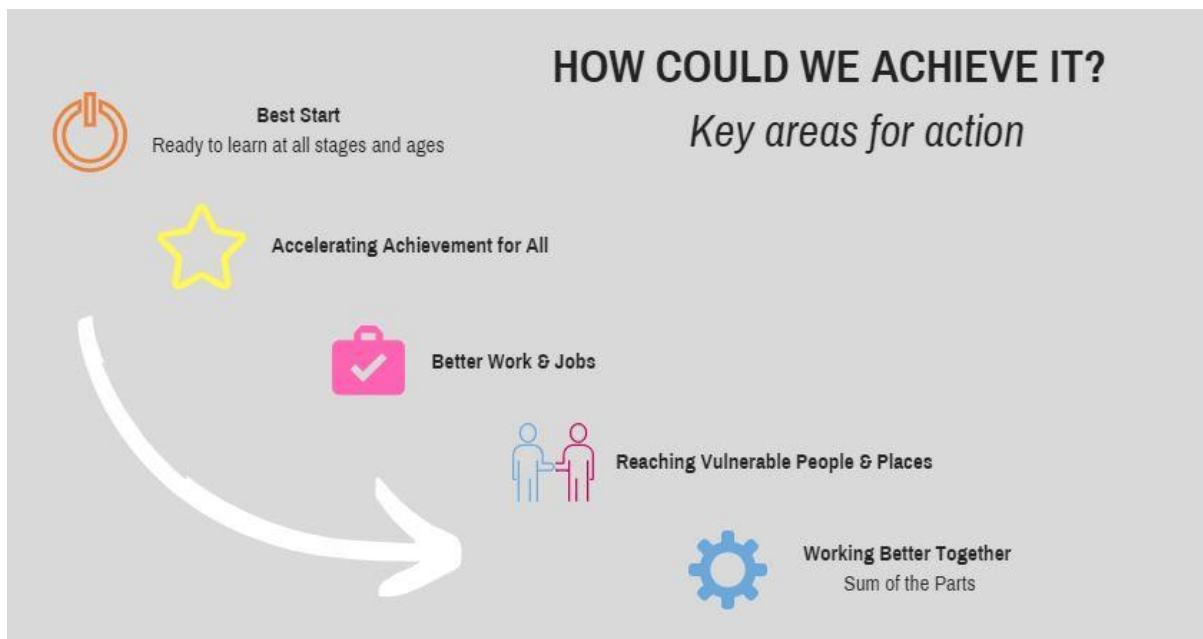 HOW COULD WE ACHIEVE IT?
Key areas for action
Best Start
Ready to learn at all stages and ages
Accelerating Achievement for All
Better Work & Jobs
Reaching Vulnerable People & Places
Working Better Together
Sum of the Parts